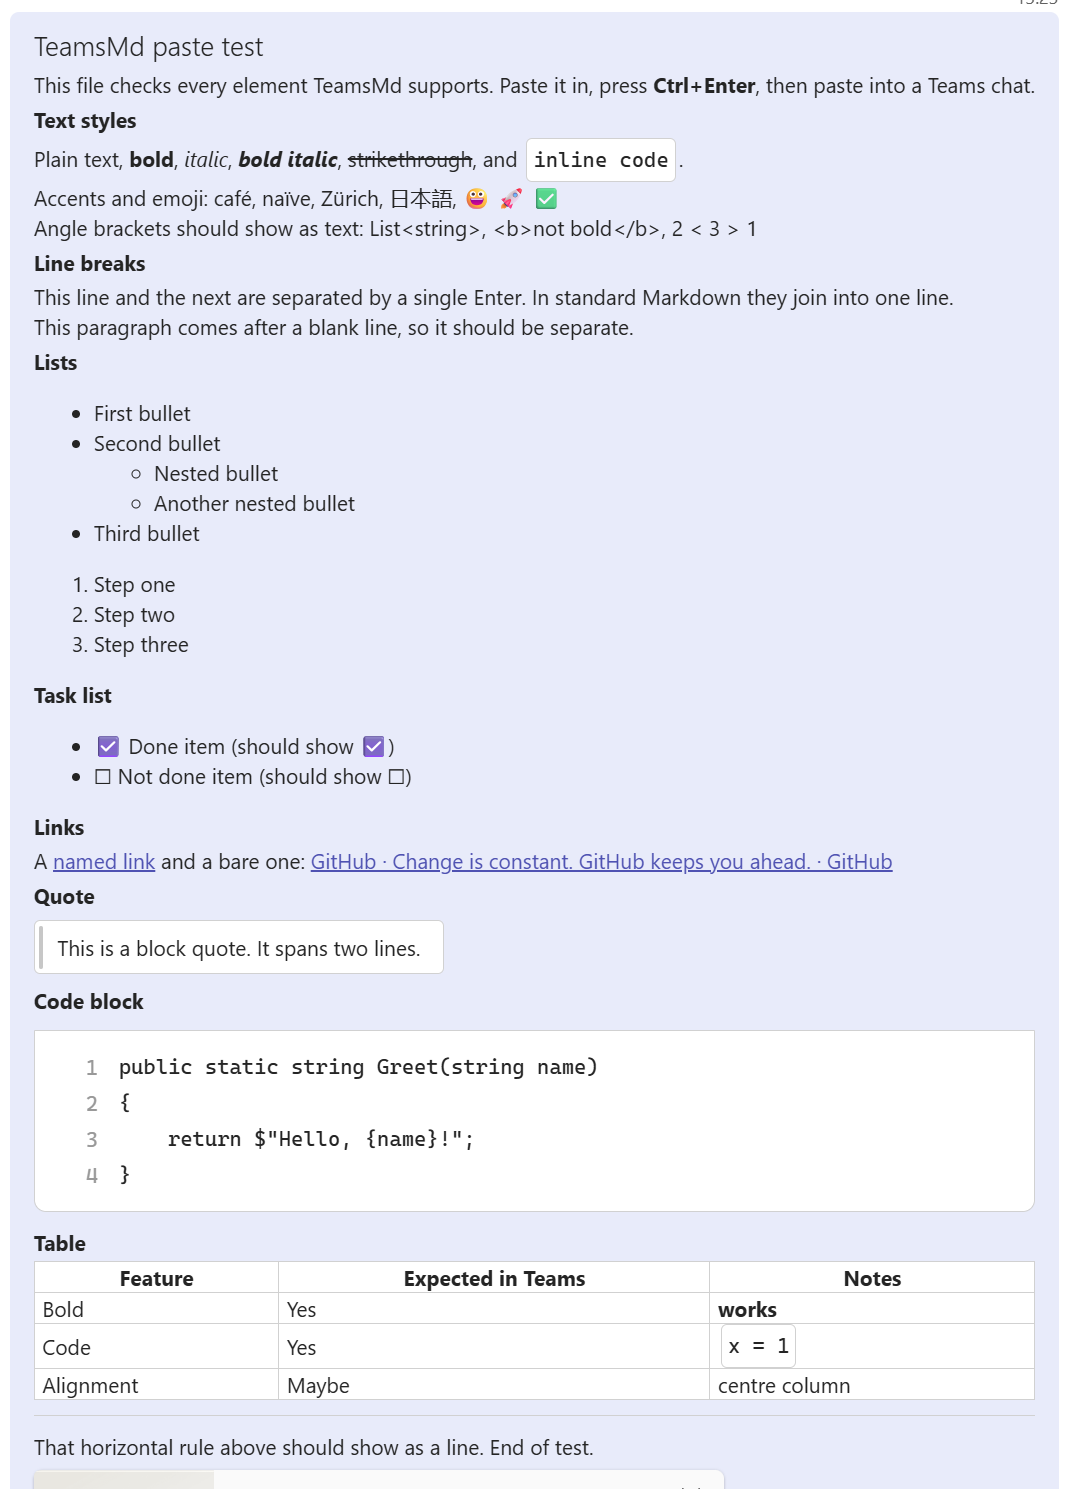 TeamsMd paste test
This file checks every element TeamsMd supports. Paste it in, press Ctrl+Enter, then paste into a Teams chat.
Text styles
Plain text, bold, italic, bold italic, strikethrough, and inline code.
Accents and emoji: café, naïve, Zürich, 日本語, 😀 🚀 ✅
Angle brackets should show as text: List<string>, <b>not bold</b>, 2 < 3 > 1
Line breaks
This line and the next are separated by a single Enter. In standard Markdown they join into one line.
This paragraph comes after a blank line, so it should be separate.
Lists
• First bullet
• Second bullet
◦ Nested bullet
◦ Another nested bullet
• Third bullet
1. Step one
2. Step two
3. Step three
Task list
• ☑ Done item (should show ☑)
• ☐ Not done item (should show ☐)
Links
A named link and a bare one: GitHub · Change is constant. GitHub keeps you ahead. · GitHub
Quote
This is a block quote. It spans two lines.
Code block
1 public static string Greet(string name)
2 {
3     return $"Hello, {name}!";
4 }
Table
Feature Expected in Teams Notes
Bold Yes works
Code Yes x = 1
Alignment Maybe centre column
That horizontal rule above should show as a line. End of test.